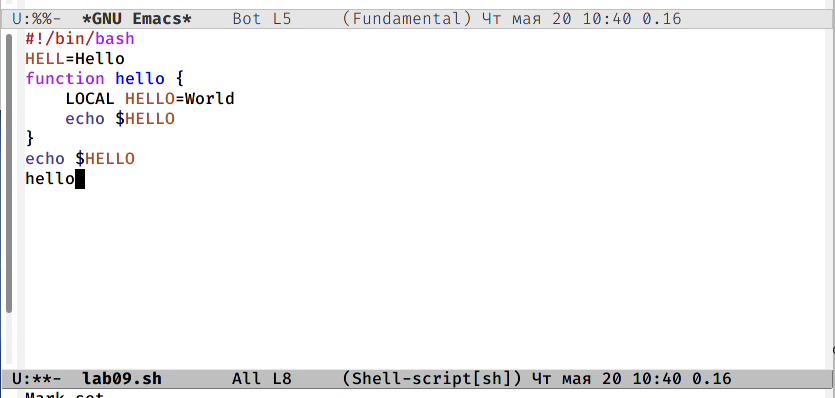 U:%%-  *GNU Emacs*    Bot L5     (Fundamental) Чт мая 20 10:40 0.16
#!/bin/bash
HELL=Hello
function hello {
    LOCAL HELLO=World
    echo $HELLO
}
echo $HELLO
hello
U:**-  lab09.sh       All L8     (Shell-script[sh]) Чт мая 20 10:40 0.16
Mark set